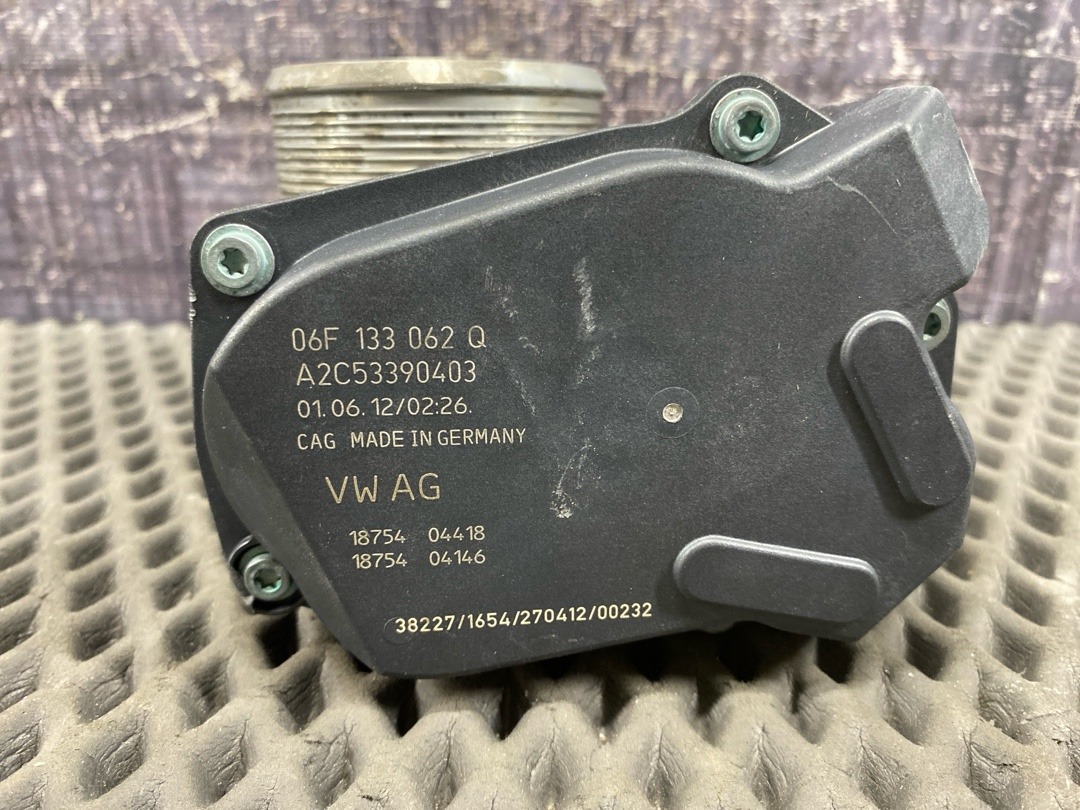 06F 133 062 Q
A2C53390403
01.06.12/02:26.
CAG MADE IN GERMANY
VW AG
18754 04418
18754 04146
38227/1654/270412/00232